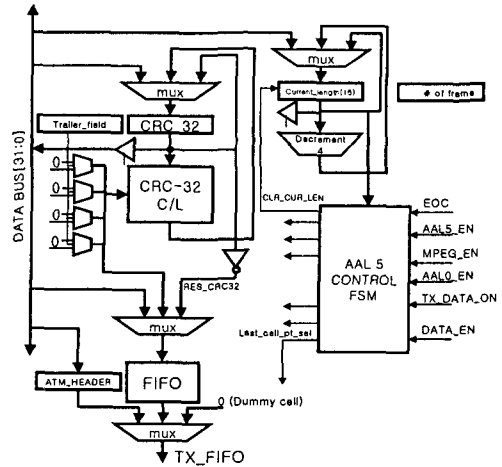 mux
mux
Current_length(16)
# of frame
Trailer_field
CRC_32
Decrement
4
0
0
0
0
CRC-32
C/L
CLR_CUR_LEN
DATA BUS[31:0]
AAL 5
CONTROL
FSM
EOC
AAL5_EN
MPEG_EN
AAL0_EN
TX_DATA_ON
DATA_EN
RES_CRC32
mux
Last_cell_pt_sel
ATM_HEADER
FIFO
0 (Dummy cell)
mux
TX_FIFO